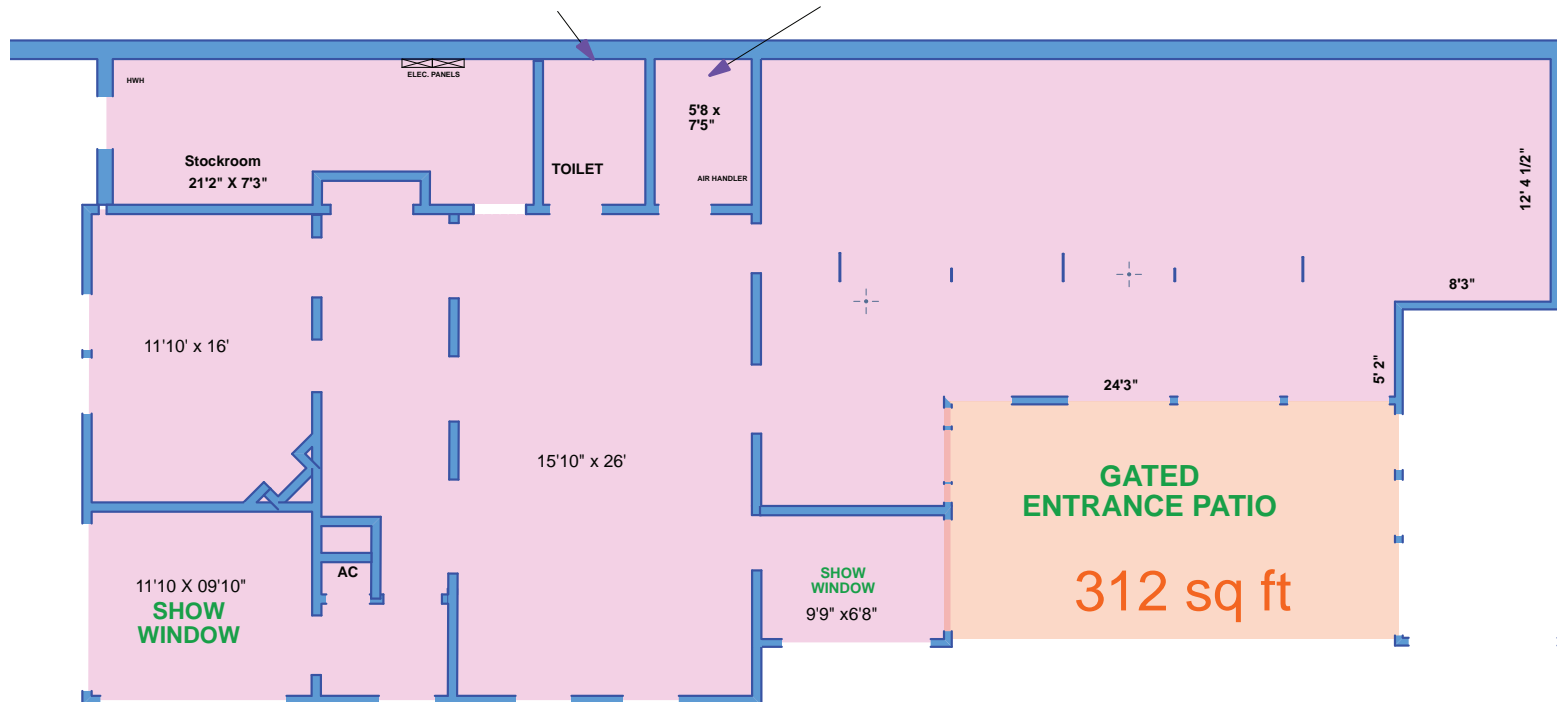 HWH
ELEC. PANELS
5'8 x
7'5"
Stockroom
21'2" X 7'3"
TOILET
AIR HANDLER
12' 4 1/2"
8'3"
11'10' x 16'
5' 2"
24'3"
15'10" x 26'
GATED
ENTRANCE PATIO
312 sq ft
AC
11'10 X 09'10"
SHOW
WINDOW
SHOW
WINDOW
9'9" x6'8"